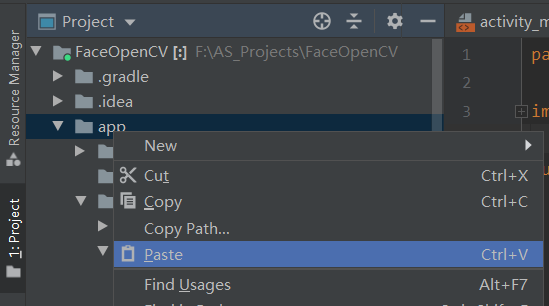 Resource Manager
1: Project
Project
FaceOpenCV [:] F:\AS_Projects\FaceOpenCV
.gradle
.idea
app
New
Cut Ctrl+X
Copy Ctrl+C
Copy Path...
Paste Ctrl+V
Find Usages Alt+F7
activity_m
1 pa
2
3 im